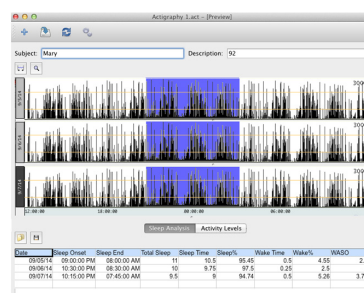 Actigraphy 1.act - [Preview]
Subject: Mary Description: 92
300
9/5/14
300
9/6/14
300
9/7/14
12:00:00 18:00:00 00:00:00 06:00:00
Sleep Analysis Activity Levels
Date Sleep Onset Sleep End Total Sleep Sleep Time Sleep% Wake Time Wake% WASO
09/05/14 09:00:00 PM 08:00:00 AM 11 10.5 95.45 0.5 4.55 2.
09/06/14 10:30:00 PM 08:30:00 AM 10 9.75 97.5 0.25 2.5
09/07/14 10:15:00 PM 07:45:00 AM 9.5 9 94.74 0.5 5.26 3.7